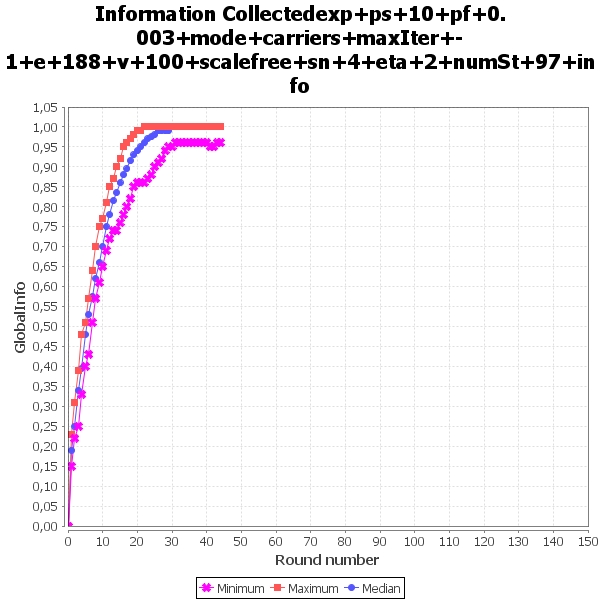 Information Collectedexp+ps+10+pf+0.
003+mode+carriers+maxIter+-
1+e+188+v+100+scalefree+sn+4+eta+2+numSt+97+in
fo
1,05
1,00
0,95
0,90
0,85
0,80
0,75
0,70
0,65
0,60
0,55
0,50
0,45
0,40
0,35
0,30
0,25
0,20
0,15
0,10
0,05
0,00
GlobalInfo
0 10 20 30 40 50 60 70 80 90 100 110 120 130 140 150
Round number
Minimum Maximum Median